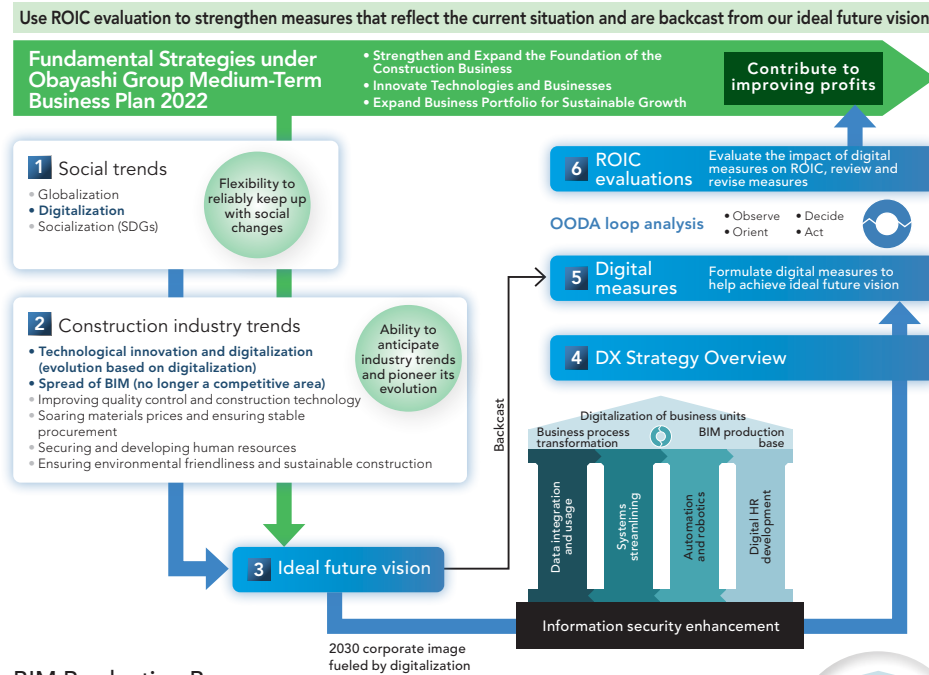 Use ROIC evaluation to strengthen measures that reflect the current situation and are backcast from our ideal future vision
Fundamental Strategies under
Obayashi Group Medium-Term
Business Plan 2022
• Strengthen and Expand the Foundation of the
Construction Business
• Innovate Technologies and Businesses
• Expand Business Portfolio for Sustainable Growth
Contribute to
improving profits
1 Social trends
• Globalization
• Digitalization
• Socialization (SDGs)
Flexibility to
reliably keep up
with social
changes
2 Construction industry trends
• Technological innovation and digitalization
(evolution based on digitalization)
• Spread of BIM (no longer a competitive area)
• Improving quality control and construction technology
• Soaring materials prices and ensuring stable
procurement
• Securing and developing human resources
• Ensuring environmental friendliness and sustainable construction
Ability to
anticipate
industry trends
and pioneer its
evolution
3 Ideal future vision
2030 corporate image
fueled by digitalization
Backcast
6 ROIC
evaluations
Evaluate the impact of digital
measures on ROIC, review and
revise measures
OODA loop analysis
• Observe
• Orient
• Decide
• Act
5 Digital
measures
Formulate digital measures to
help achieve ideal future vision
4 DX Strategy Overview
Digitalization of business units
Business process
transformation
BIM production
base
Data integration
and usage
Systems
streamlining
Automation
and robotics
Digital HR
development
Information security enhancement